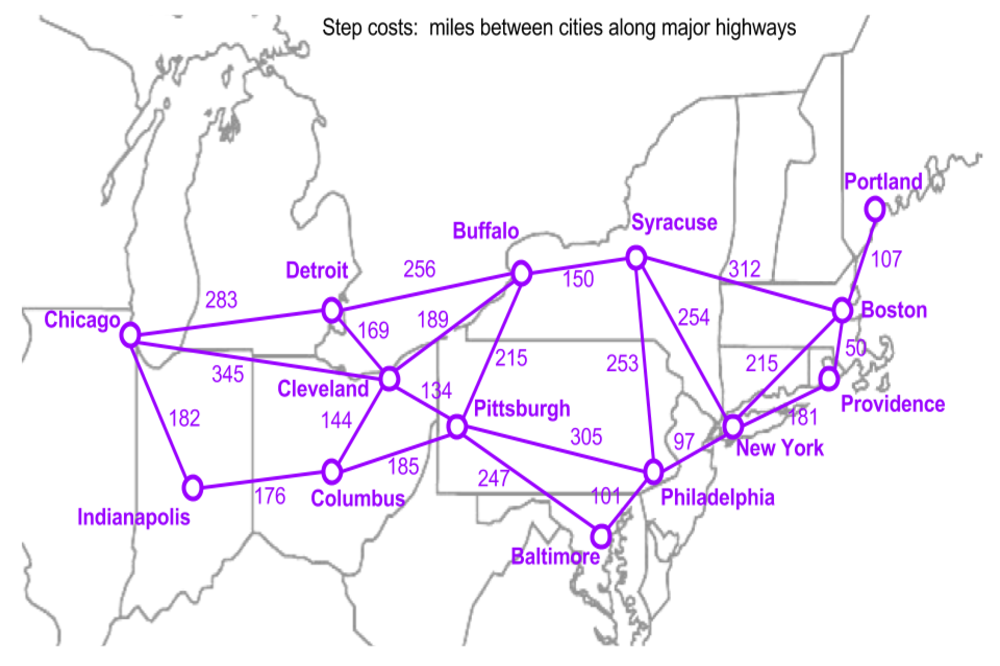 Step costs: miles between cities along major highways
Portland
Syracuse
Buffalo
107
Detroit
256
150
312
283
Boston
Chicago
254
169
189
50
253
215
215
345
Cleveland
134
Providence
Pittsburgh
182
144
305
181
97
New York
185
247
176
Columbus
101
Philadelphia
Indianapolis
Baltimore